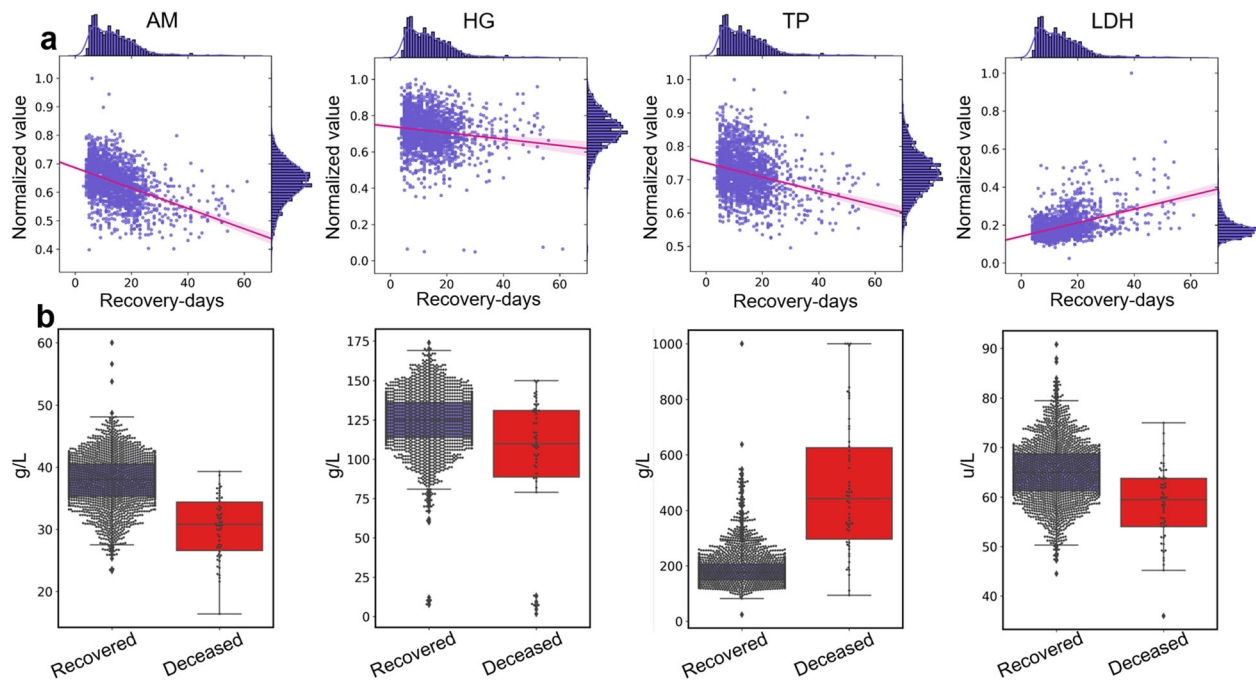 AM HG TP LDH
a
1.0 0.9 0.8 0.7 0.6 0.5 0.4
Normalized value
0 20 40 60
Recovery-days
1.0 0.8 0.6 0.4 0.2 0.0
Normalized value
0 20 40 60
Recovery-days
1.0 0.9 0.8 0.7 0.6 0.5
Normalized value
0 20 40 60
Recovery-days
1.0 0.8 0.6 0.4 0.2 0.0
Normalized value
0 20 40 60
Recovery-days
b
60 50 40 30 20
g/L
Recovered Deceased
175 150 125 100 75 50 25 0
g/L
Recovered Deceased
1000 800 600 400 200 0
g/L
Recovered Deceased
90 80 70 60 50 40
u/L
Recovered Deceased